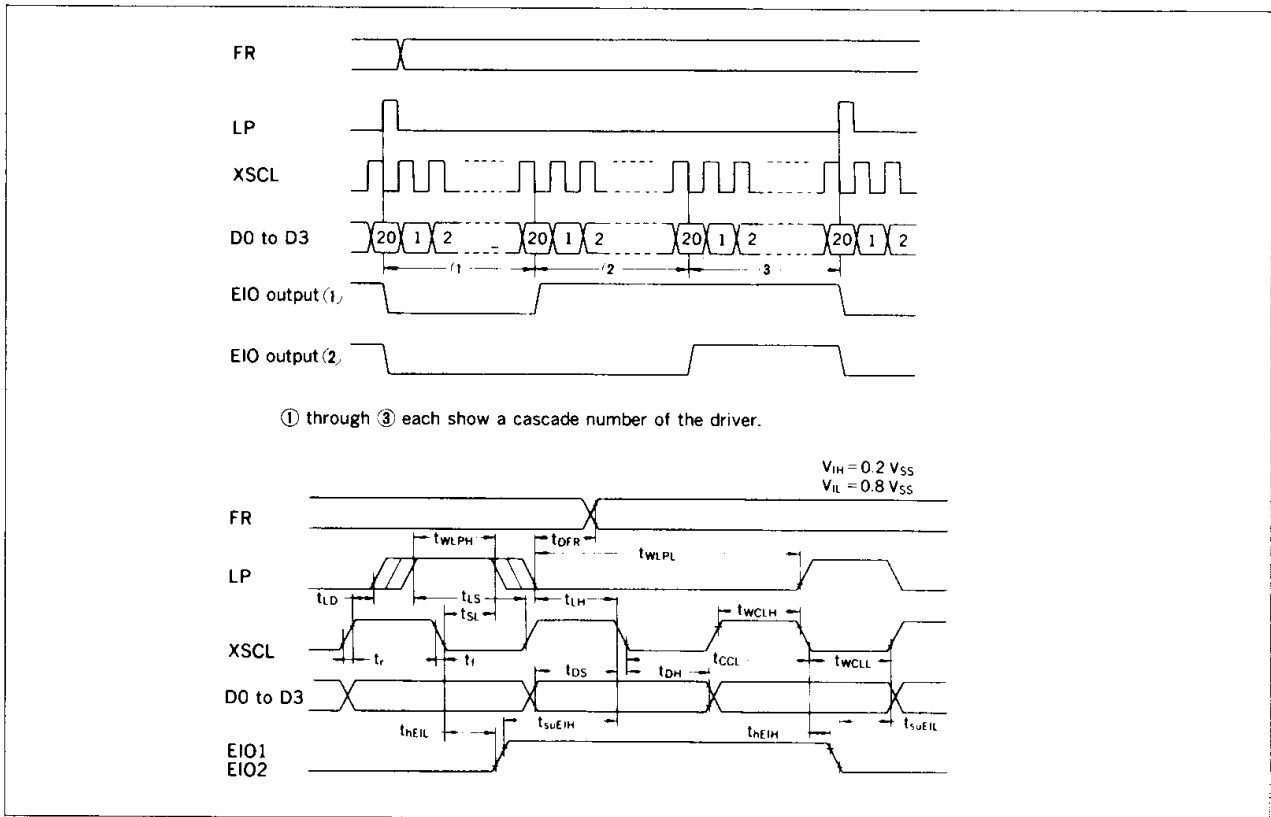 FR
LP
XSCL
D0 to D3
20 1 2 20 1 2 20 1 2 20 1 2
1 2 3
EIO output (1)
EIO output (2)
① through ③ each show a cascade number of the driver.
VIH = 0.2 VSS
VIL = 0.8 VSS
FR
tWLPH tDFR tWLPL
LP
tLD tLS tLH tWCLH
tSL
XSCL
tr tf tCCL tWCLL
tDS tDH
D0 to D3
tsuEIH tsuEIL
thEIL thEIH
EIO1
EIO2